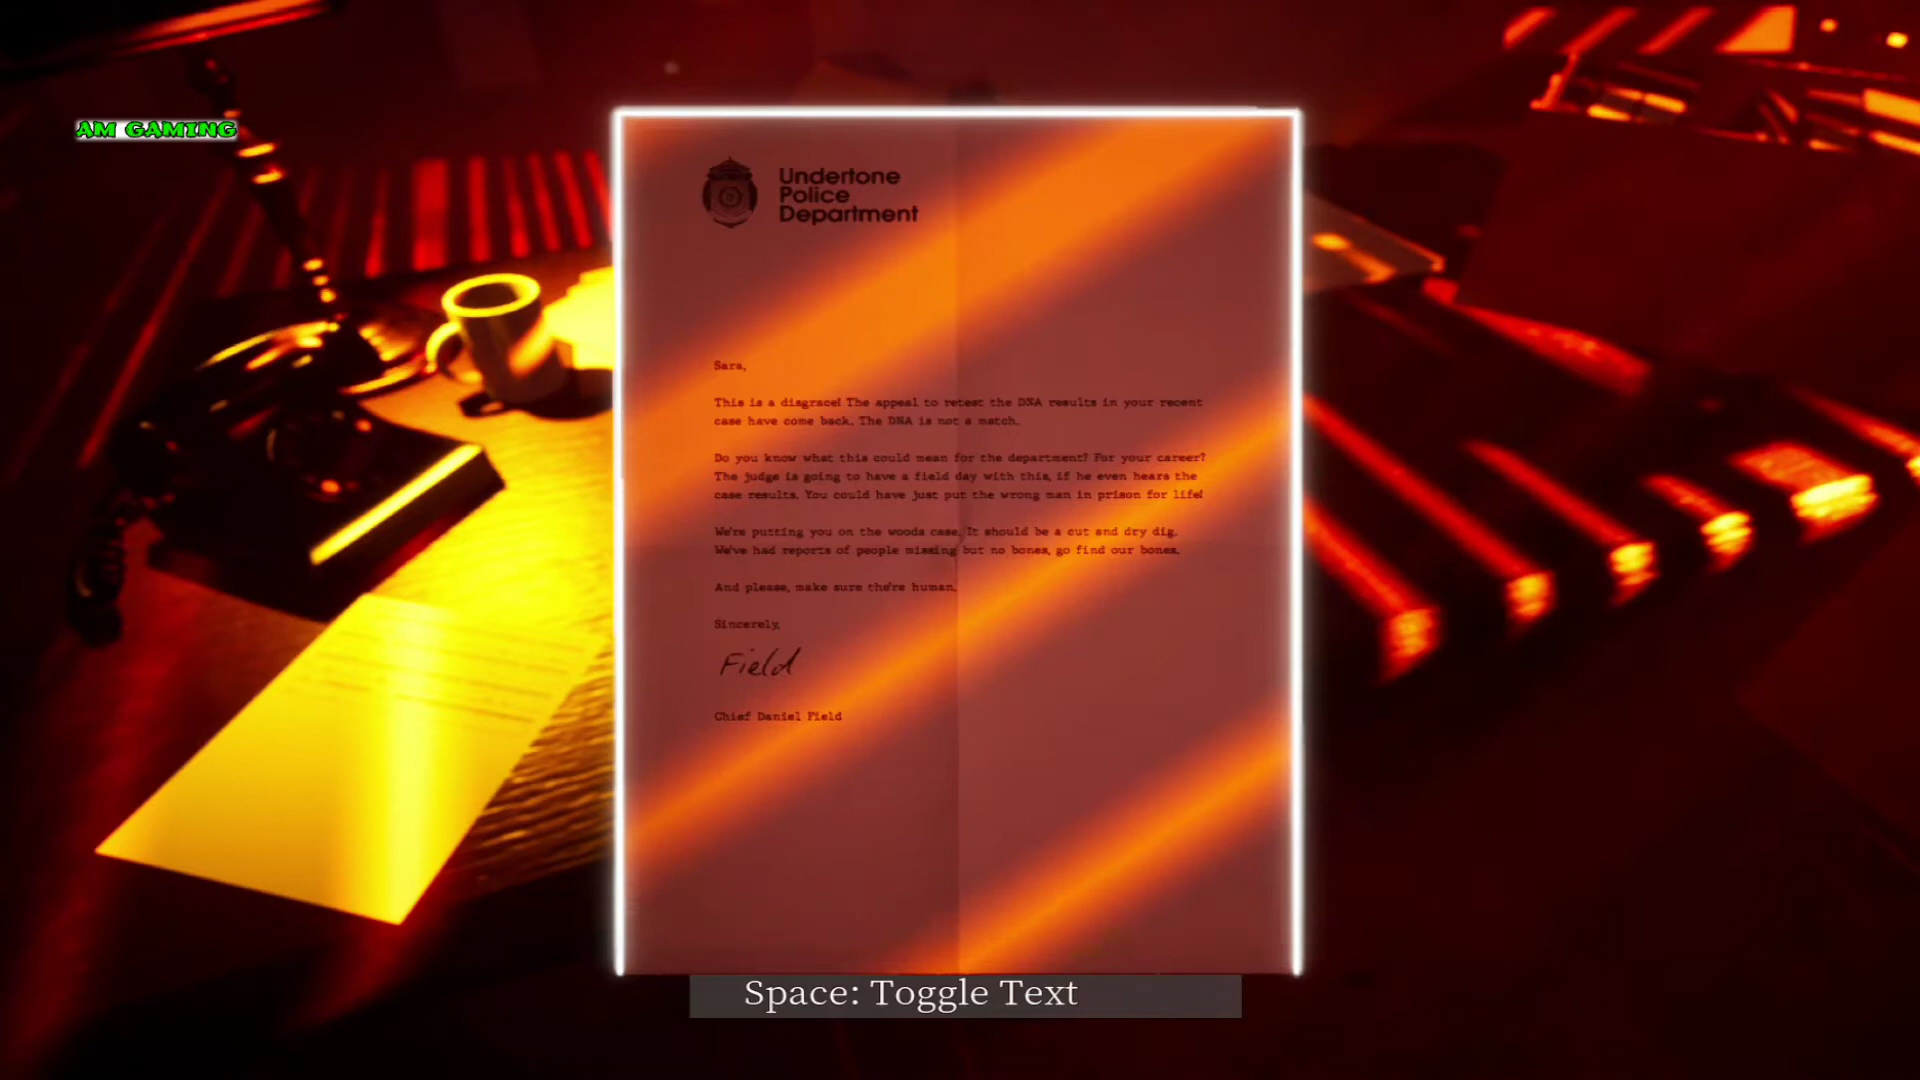 AM GAMING
Undertone
Police
Department
Sara,
This is a disgrace! The appeal to retest the DNA results in your recent
case have come back. The DNA is not a match.
Do you know what this could mean for the department? For your career?
The judge is going to have a field day with this, if he even hears the
case results. You could have just put the wrong man in prison for life!
We're putting you on the woods case. It should be a cut and dry dig.
We've had reports of people missing but no bones, go find our bones.
And please, make sure the're human.
Sincerely,
Field
Chief Daniel Field
Space: Toggle Text